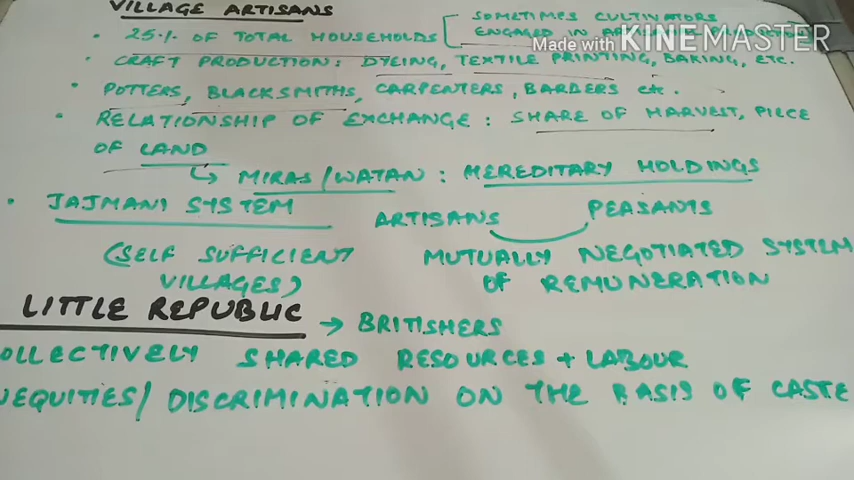 VILLAGE ARTISANS
SOMETIMES CULTIVATORS
• 25% OF TOTAL HOUSEHOLDS
ENGAGED IN
Made with KINEMASTER
• CRAFT PRODUCTION: DYEING, TEXTILE PRINTING, BAKING, ETC.
• POTTERS, BLACKSMITHS, CARPENTERS, BARBERS etc.
• RELATIONSHIP OF EXCHANGE: SHARE OF HARVEST, PIECE
OF LAND
↳ MIRAS/WATAN: HEREDITARY HOLDINGS
• JAJMANI SYSTEM
ARTISANS PEASANTS
(SELF SUFFICIENT
VILLAGES)
MUTUALLY NEGOTIATED SYSTEM
OF REMUNERATION
LITTLE REPUBLIC → BRITISHERS
OLLECTIVELY SHARED RESOURCES + LABOUR
NEQUITIES/DISCRIMINATION ON THE BASIS OF CASTE